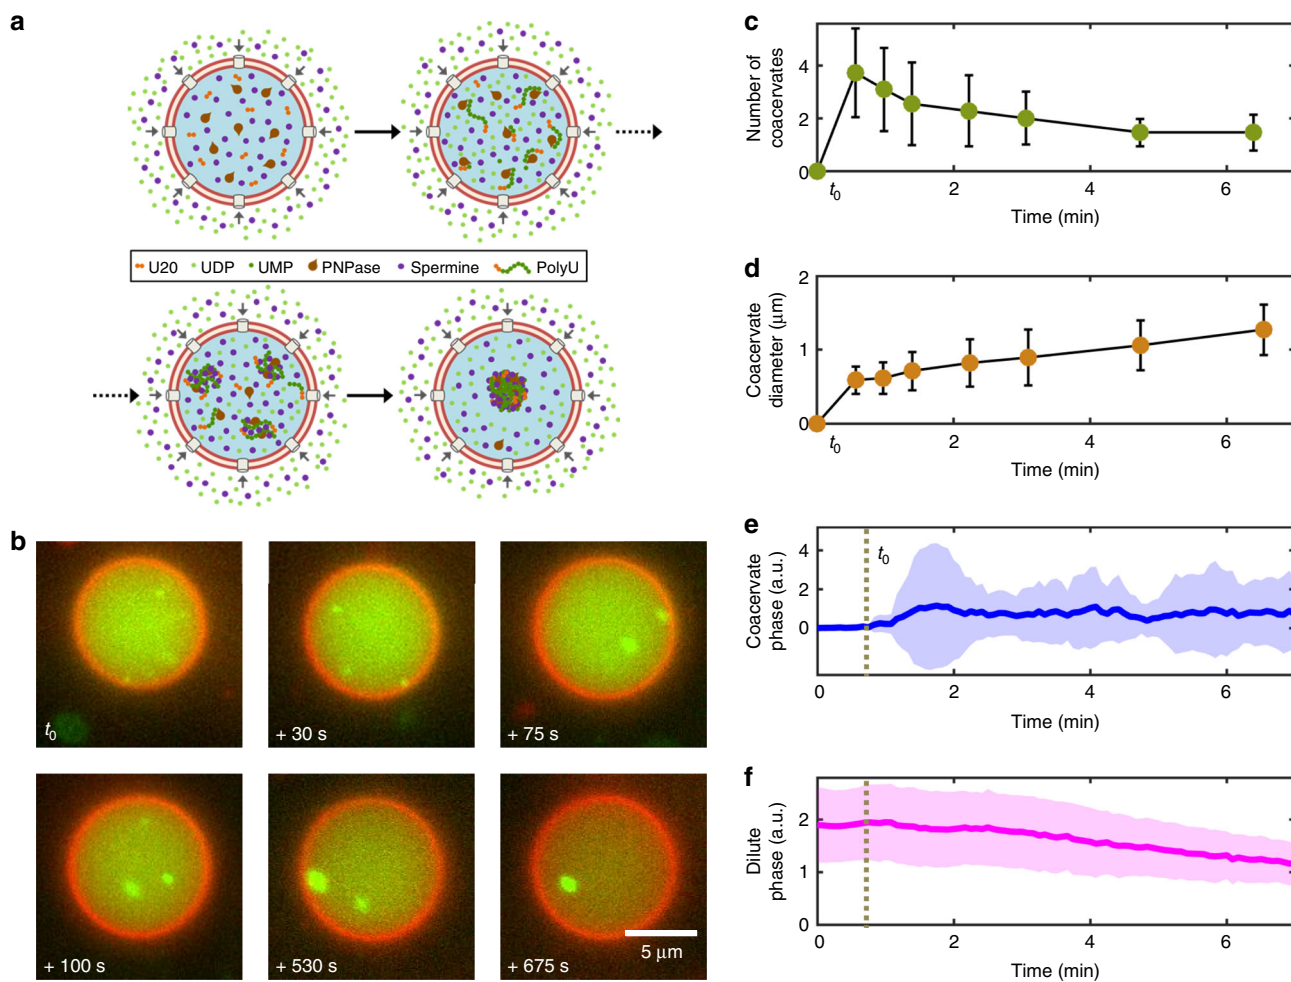 a
U20 UDP UMP PNPase Spermine PolyU
b
t0
+ 30 s
+ 75 s
+ 100 s
+ 530 s
+ 675 s
5 μm
c
Number of
coacervates
4
2
0
t0
2
4
6
Time (min)
d
Coacervate
diameter (μm)
2
1
0
t0
2
4
6
Time (min)
e
Coacervate
phase (a.u.)
4
2
0
t0
0
2
4
6
Time (min)
f
Dilute
phase (a.u.)
2
1
0
0
2
4
6
Time (min)